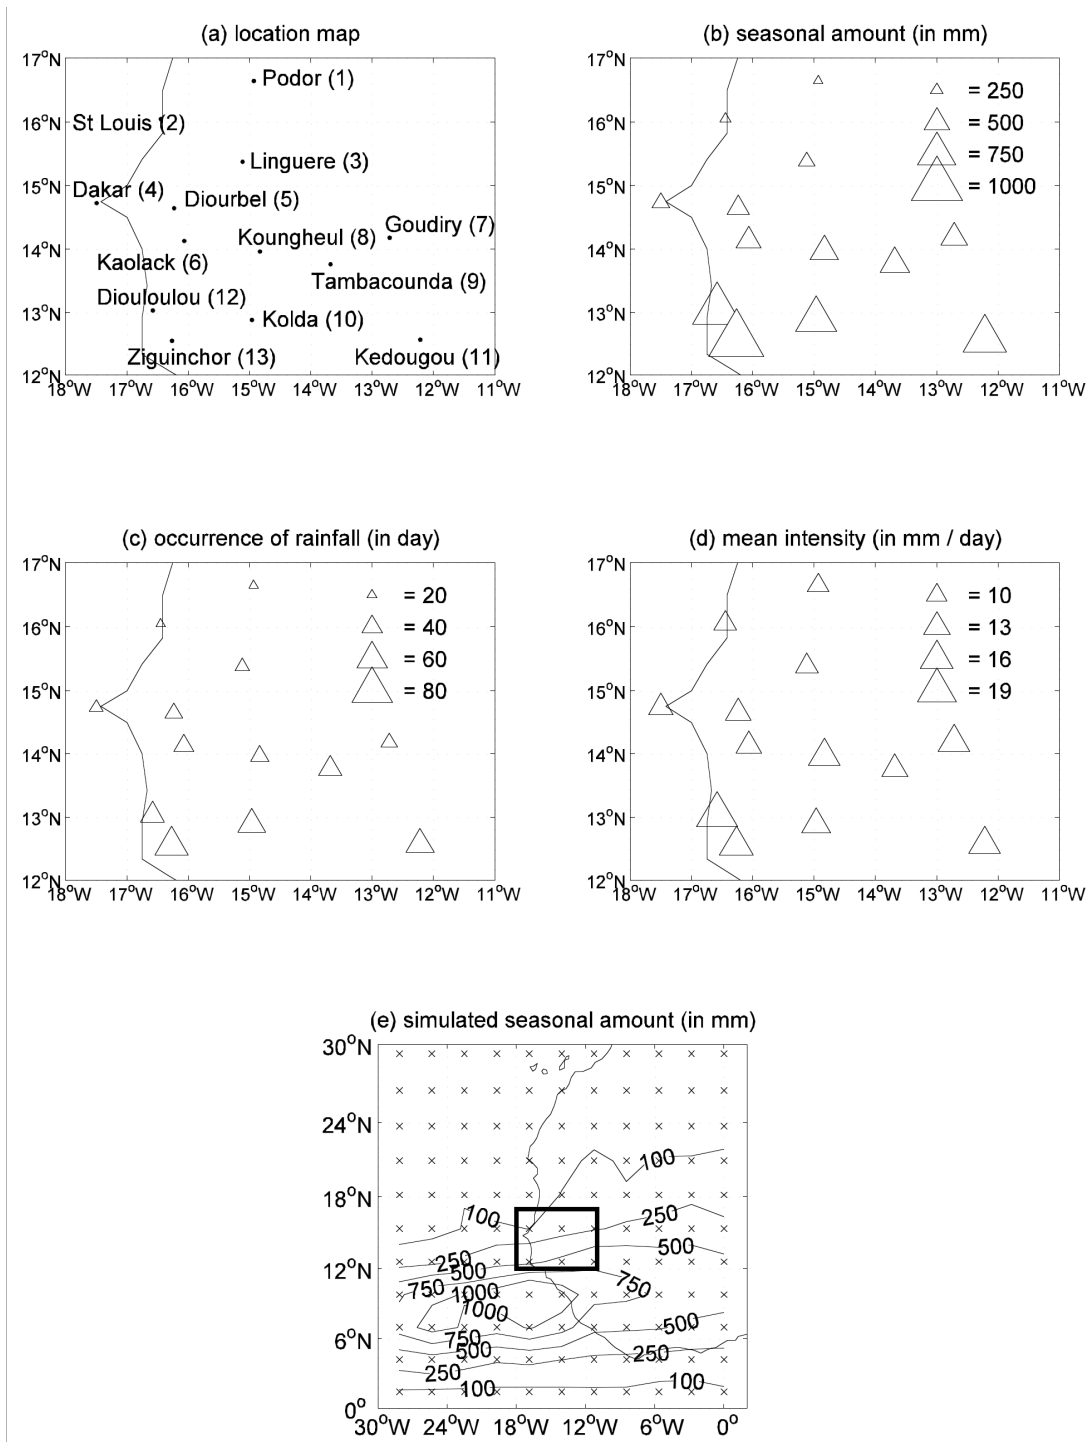 (a) location map
17°N
16°N
15°N
14°N
13°N
12°N
Podor (1)
St Louis (2)
Linguere (3)
Dakar (4)
Diourbel (5)
Goudiry (7)
Koungheul (8)
Kaolack (6)
Tambacounda (9)
Diouloulou (12)
Kolda (10)
Ziguinchor (13)
Kedougou (11)
18°W 17°W 16°W 15°W 14°W 13°W 12°W 11°W
(b) seasonal amount (in mm)
17°N
16°N
15°N
14°N
13°N
12°N
= 250
= 500
= 750
= 1000
18°W 17°W 16°W 15°W 14°W 13°W 12°W 11°W
(c) occurrence of rainfall (in day)
17°N
16°N
15°N
14°N
13°N
12°N
= 20
= 40
= 60
= 80
18°W 17°W 16°W 15°W 14°W 13°W 12°W 11°W
(d) mean intensity (in mm / day)
17°N
16°N
15°N
14°N
13°N
12°N
= 10
= 13
= 16
= 19
18°W 17°W 16°W 15°W 14°W 13°W 12°W 11°W
(e) simulated seasonal amount (in mm)
30°N
24°N
18°N
12°N
6°N
0°
100
100
250
250
500
500
750
750
1000
1000
500
750
500
250
250
100
100
30°W 24°W 18°W 12°W 6°W 0°